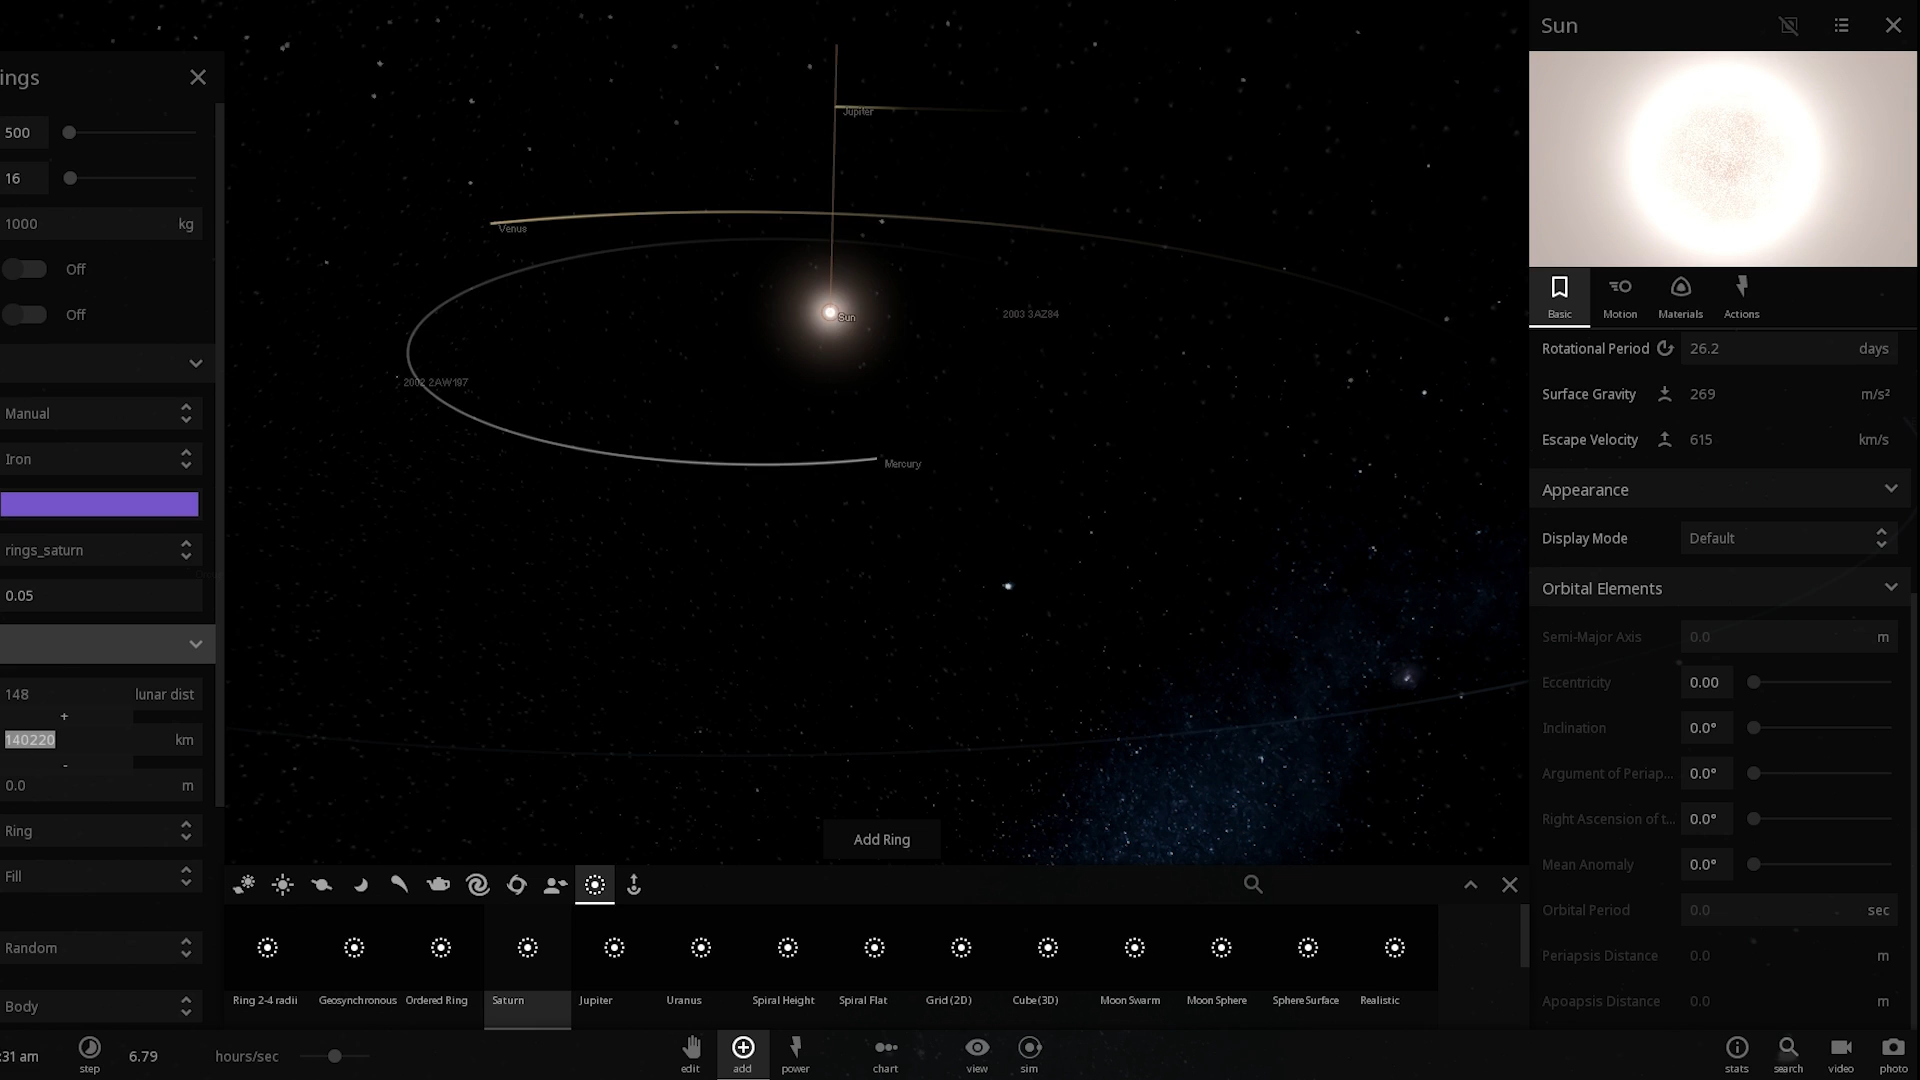 ings
500
16
1000 kg
Off
Off
Manual
Iron
rings_saturn
0.05
148 lunar dist
+
140220 km
-
0.0 m
Ring
Fill
Random
Body
Jupiter
Venus
Sun
2003 3AZ84
2002 2AW197
Mercury
Add Ring
Ring 2-4 radii
Geosynchronous
Ordered Ring
Saturn
Jupiter
Uranus
Spiral Height
Spiral Flat
Grid (2D)
Cube(3D)
Moon Swarm
Moon Sphere
Sphere Surface
Realistic
Sun
Basic
Motion
Materials
Actions
Rotational Period 26.2 days
Surface Gravity 269 m/s²
Escape Velocity 615 km/s
Appearance
Display Mode Default
Orbital Elements
Semi-Major Axis 0.0 m
Eccentricity 0.00
Inclination 0.0°
Argument of Periap... 0.0°
Right Ascension of t... 0.0°
Mean Anomaly 0.0°
Orbital Period 0.0 sec
Periapsis Distance 0.0 m
Apoapsis Distance 0.0 m
:31 am
step
6.79 hours/sec
edit
add
power
chart
view
sim
stats
search
video
photo